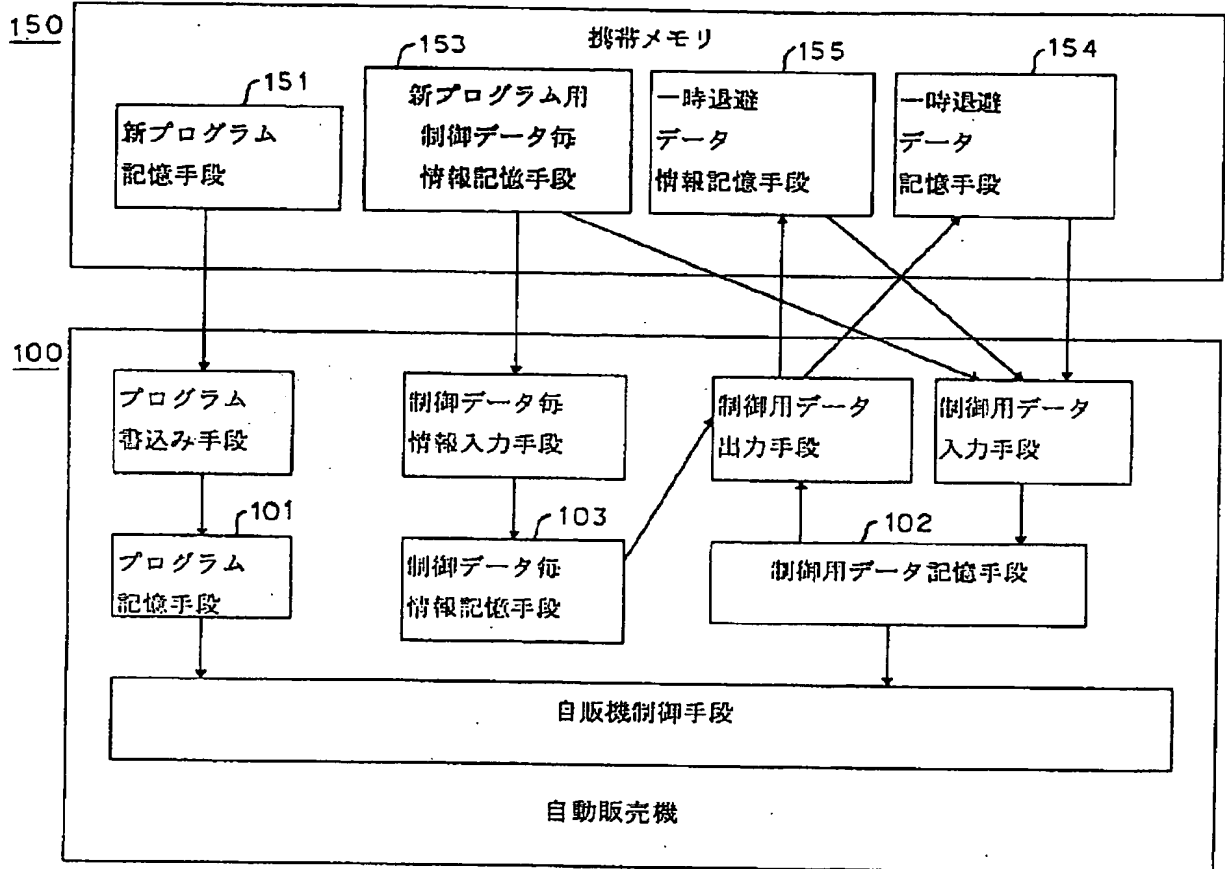 150
携帯メモリ
151
新プログラム
記憶手段
153
新プログラム用
制御データ毎
情報記憶手段
155
一時退避
データ
情報記憶手段
154
一時退避
データ
記憶手段
100
プログラム
書込み手段
制御データ毎
情報入力手段
制御用データ
出力手段
制御用データ
入力手段
101
プログラム
記憶手段
103
制御データ毎
情報記憶手段
102
制御用データ記憶手段
自販機制御手段
自動販売機